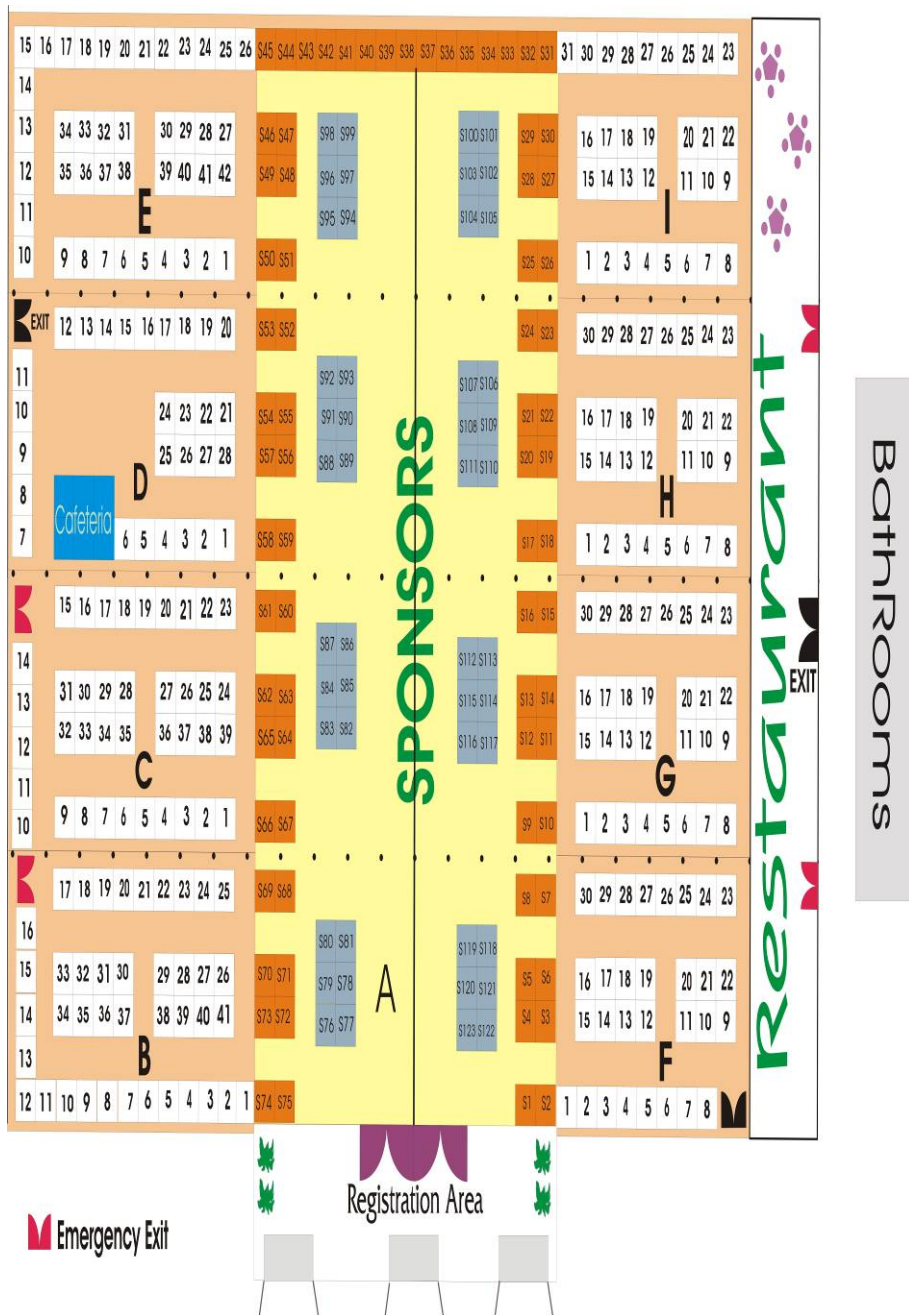 15 16 17 18 19 20 21 22 23 24 25 26 S45 S44 S43 S42 S41 S40 S39 S38 S37 S36 S35 S34 S33 S32 S31 31 30 29 28 27 26 25 24 23
14
13 34 33 32 31 30 29 28 27 S46 S47 S98 S99 S100 S101 S29 S30 16 17 18 19 20 21 22
12 35 36 37 38 39 40 41 42 S49 S48 S96 S97 S103 S102 S28 S27 15 14 13 12 11 10 9
11 E S95 S94 S104 S105 I
10 9 8 7 6 5 4 3 2 1 S50 S51 S25 S26 1 2 3 4 5 6 7 8
EXIT 12 13 14 15 16 17 18 19 20 S53 S52 S24 S23 30 29 28 27 26 25 24 23
11 S92 S93 S107 S106
10 24 23 22 21 S54 S55 S91 S90 S108 S109 S21 S22 16 17 18 19 20 21 22
9 25 26 27 28 S57 S56 S88 S89 S111 S110 S20 S19 15 14 13 12 11 10 9
8 D H
7 Cafeteria 6 5 4 3 2 1 S58 S59 S17 S18 1 2 3 4 5 6 7 8
SPONSORS
Restaurant
BathRooms
15 16 17 18 19 20 21 22 23 S61 S60 S16 S15 30 29 28 27 26 25 24 23
14 S87 S86 S112 S113
EXIT
13 31 30 29 28 27 26 25 24 S62 S63 S84 S85 S115 S114 S13 S14 16 17 18 19 20 21 22
12 32 33 34 35 36 37 38 39 S65 S64 S83 S82 S116 S117 S12 S11 15 14 13 12 11 10 9
11 C G
10 9 8 7 6 5 4 3 2 1 S66 S67 S9 S10 1 2 3 4 5 6 7 8
17 18 19 20 21 22 23 24 25 S69 S68 S8 S7 30 29 28 27 26 25 24 23
16 S80 S81 S119 S118
15 33 32 31 30 29 28 27 26 S70 S71 S79 S78 A S120 S121 S5 S6 16 17 18 19 20 21 22
14 34 35 36 37 38 39 40 41 S73 S72 S76 S77 S123 S122 S4 S3 15 14 13 12 11 10 9
13 B F
12 11 10 9 8 7 6 5 4 3 2 1 S74 S75 S1 S2 1 2 3 4 5 6 7 8
Registration Area
Emergency Exit